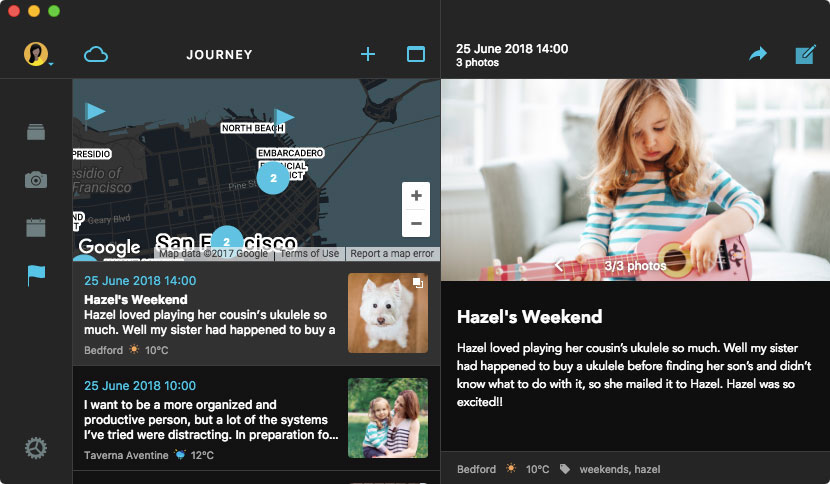 JOURNEY
NORTH BEACH
EMBARCADERO
PRESIDIO
residio of
Francisco
Pine St
2
Geary Blvd
ND
CT
2
Google
Map data ©2017 Google
Terms of Use
Report a map error
25 June 2018 14:00
Hazel's Weekend
Hazel loved playing her cousin's ukulele so
much. Well my sister had happened to buy a
Bedford 10°C
25 June 2018 10:00
I want to be a more organized and
productive person, but a lot of the systems
I've tried were distracting. In preparation fo...
Taverna Aventine 12°C
25 June 2018 14:00
3 photos
3/3 photos
Hazel's Weekend
Hazel loved playing her cousin's ukulele so much. Well my sister
had happened to buy a ukulele before finding her son's and didn't
know what to do with it, so she mailed it to Hazel. Hazel was so
excited!!
Bedford 10°C weekends, hazel